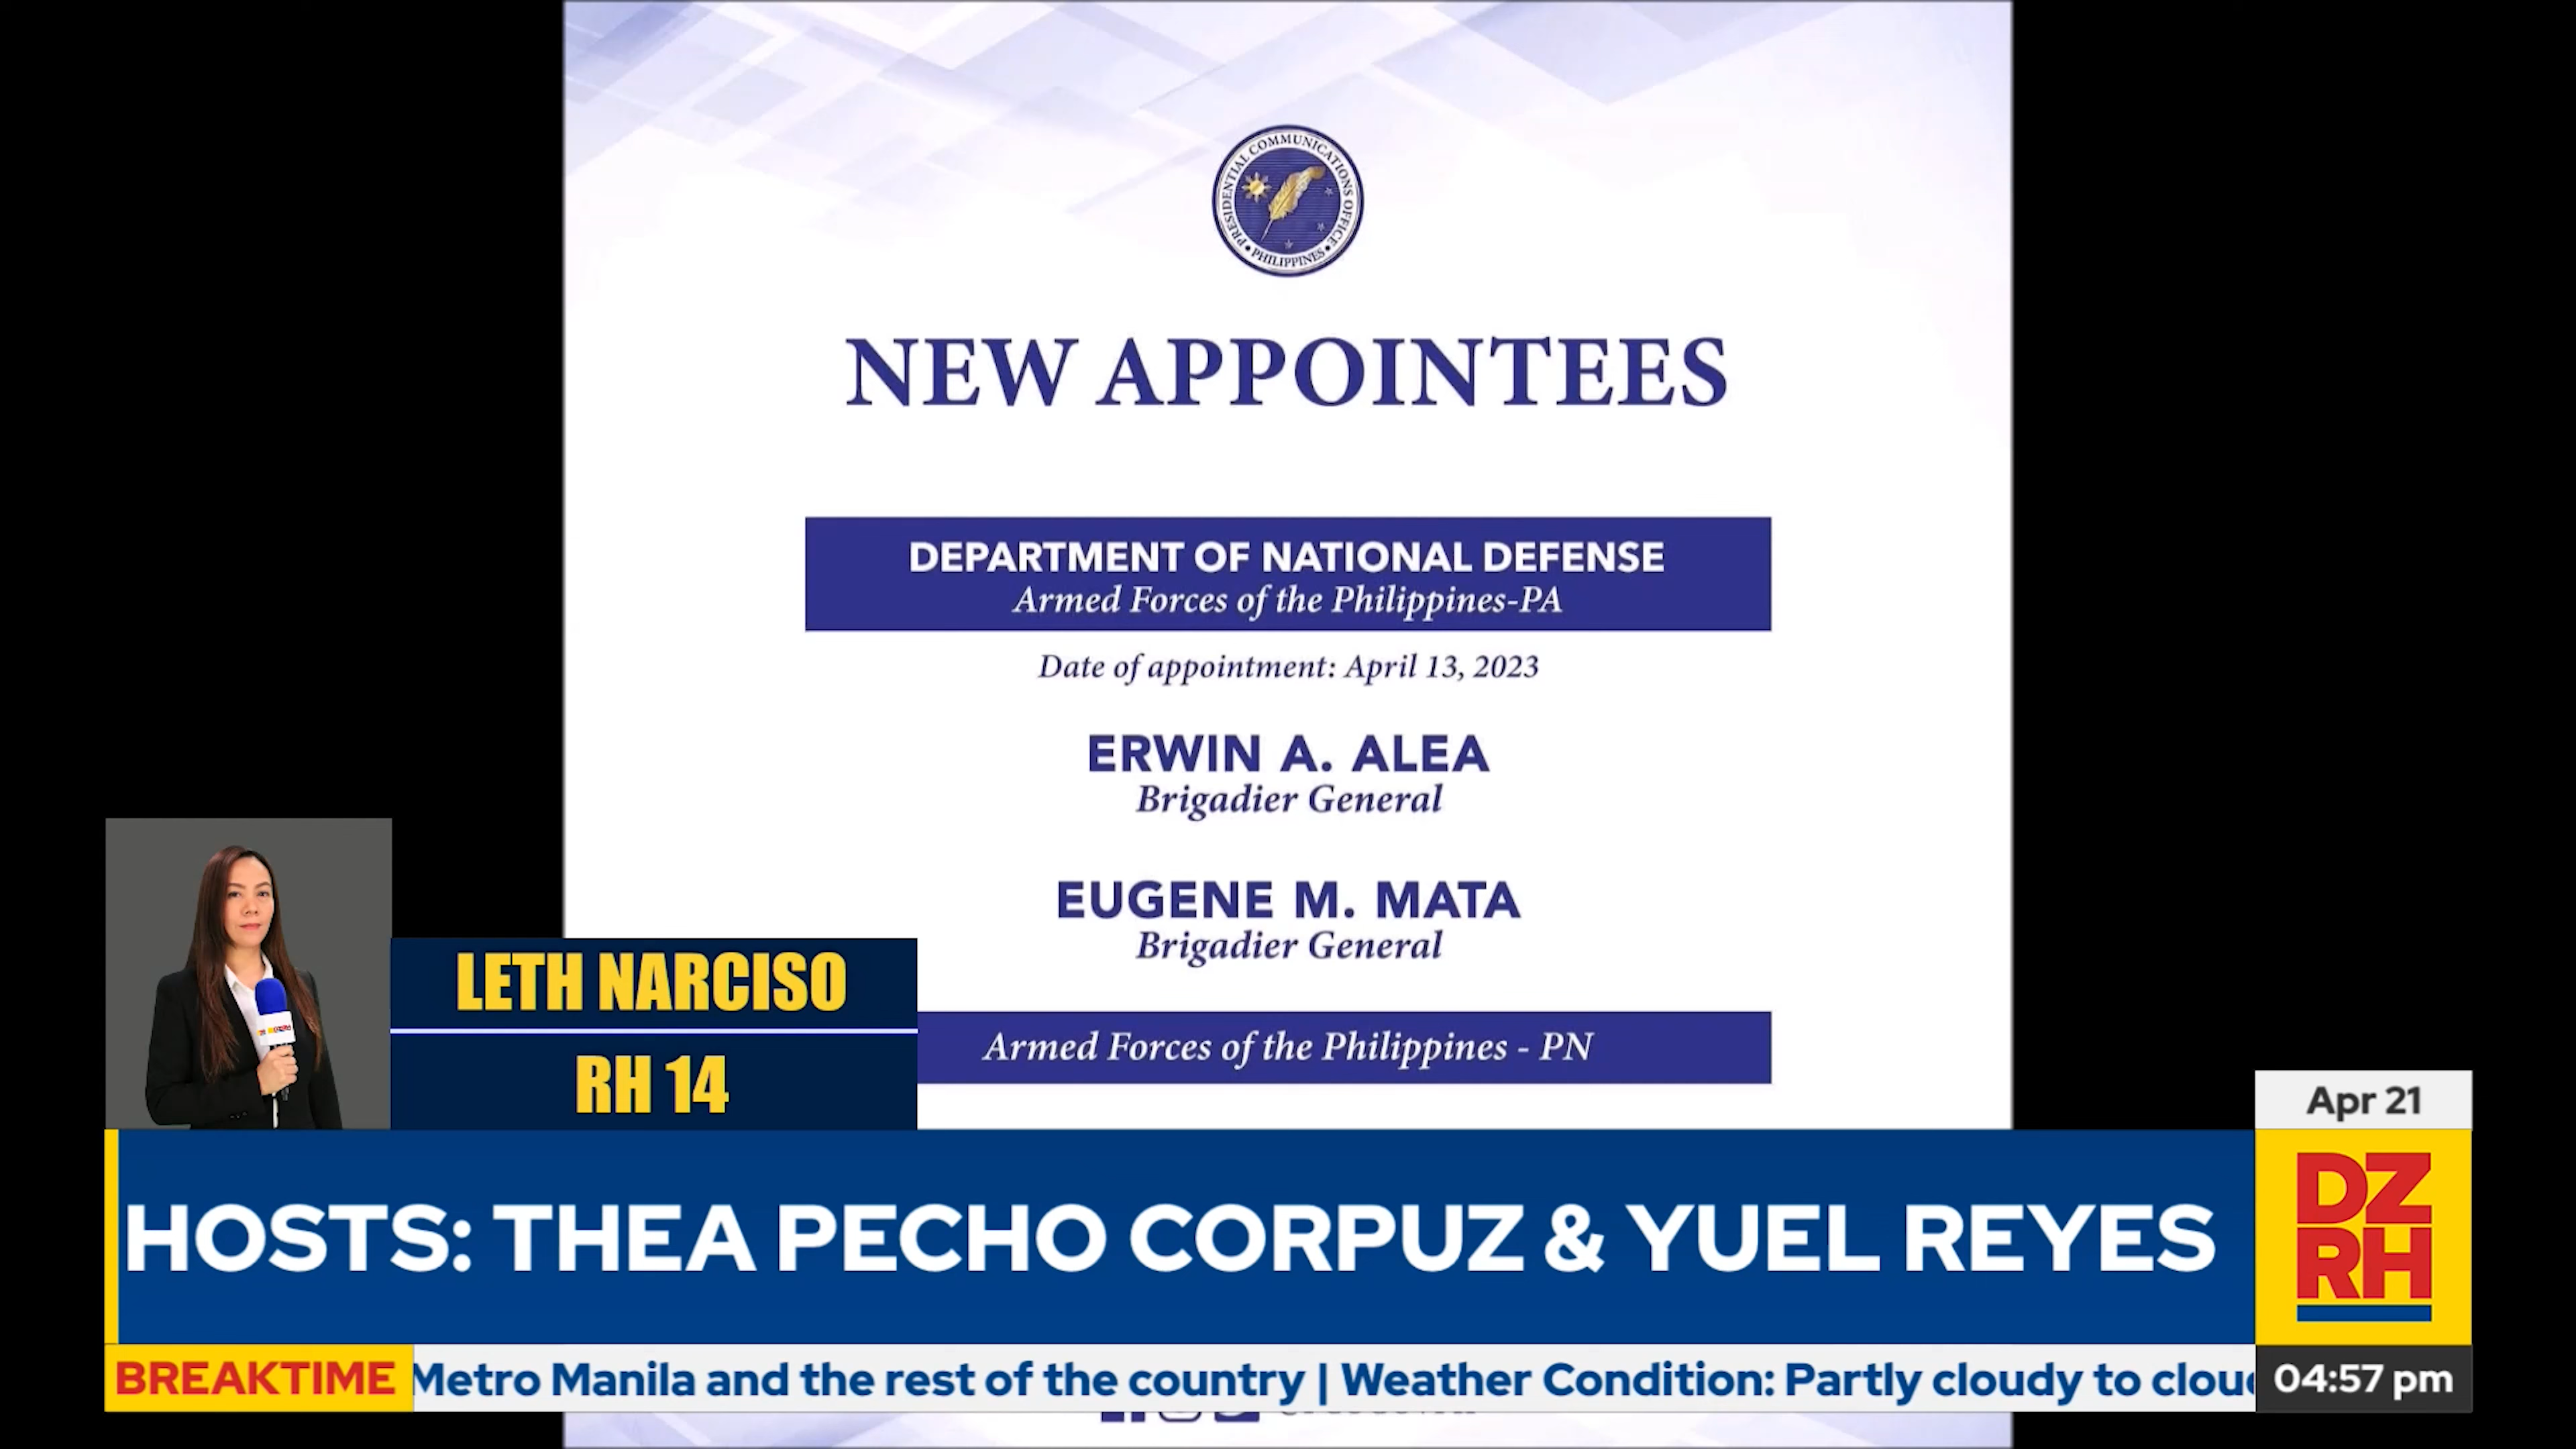 PRESIDENTIAL COMMUNICATIONS OFFICE
PHILIPPINES
NEW APPOINTEES
DEPARTMENT OF NATIONAL DEFENSE
Armed Forces of the Philippines-PA
Date of appointment: April 13, 2023
ERWIN A. ALEA
Brigadier General
EUGENE M. MATA
Brigadier General
Armed Forces of the Philippines - PN
LETH NARCISO
RH 14
Apr 21
HOSTS: THEA PECHO CORPUZ & YUEL REYES
DZ
RH
BREAKTIME
Metro Manila and the rest of the country | Weather Condition: Partly cloudy to clou
04:57 pm